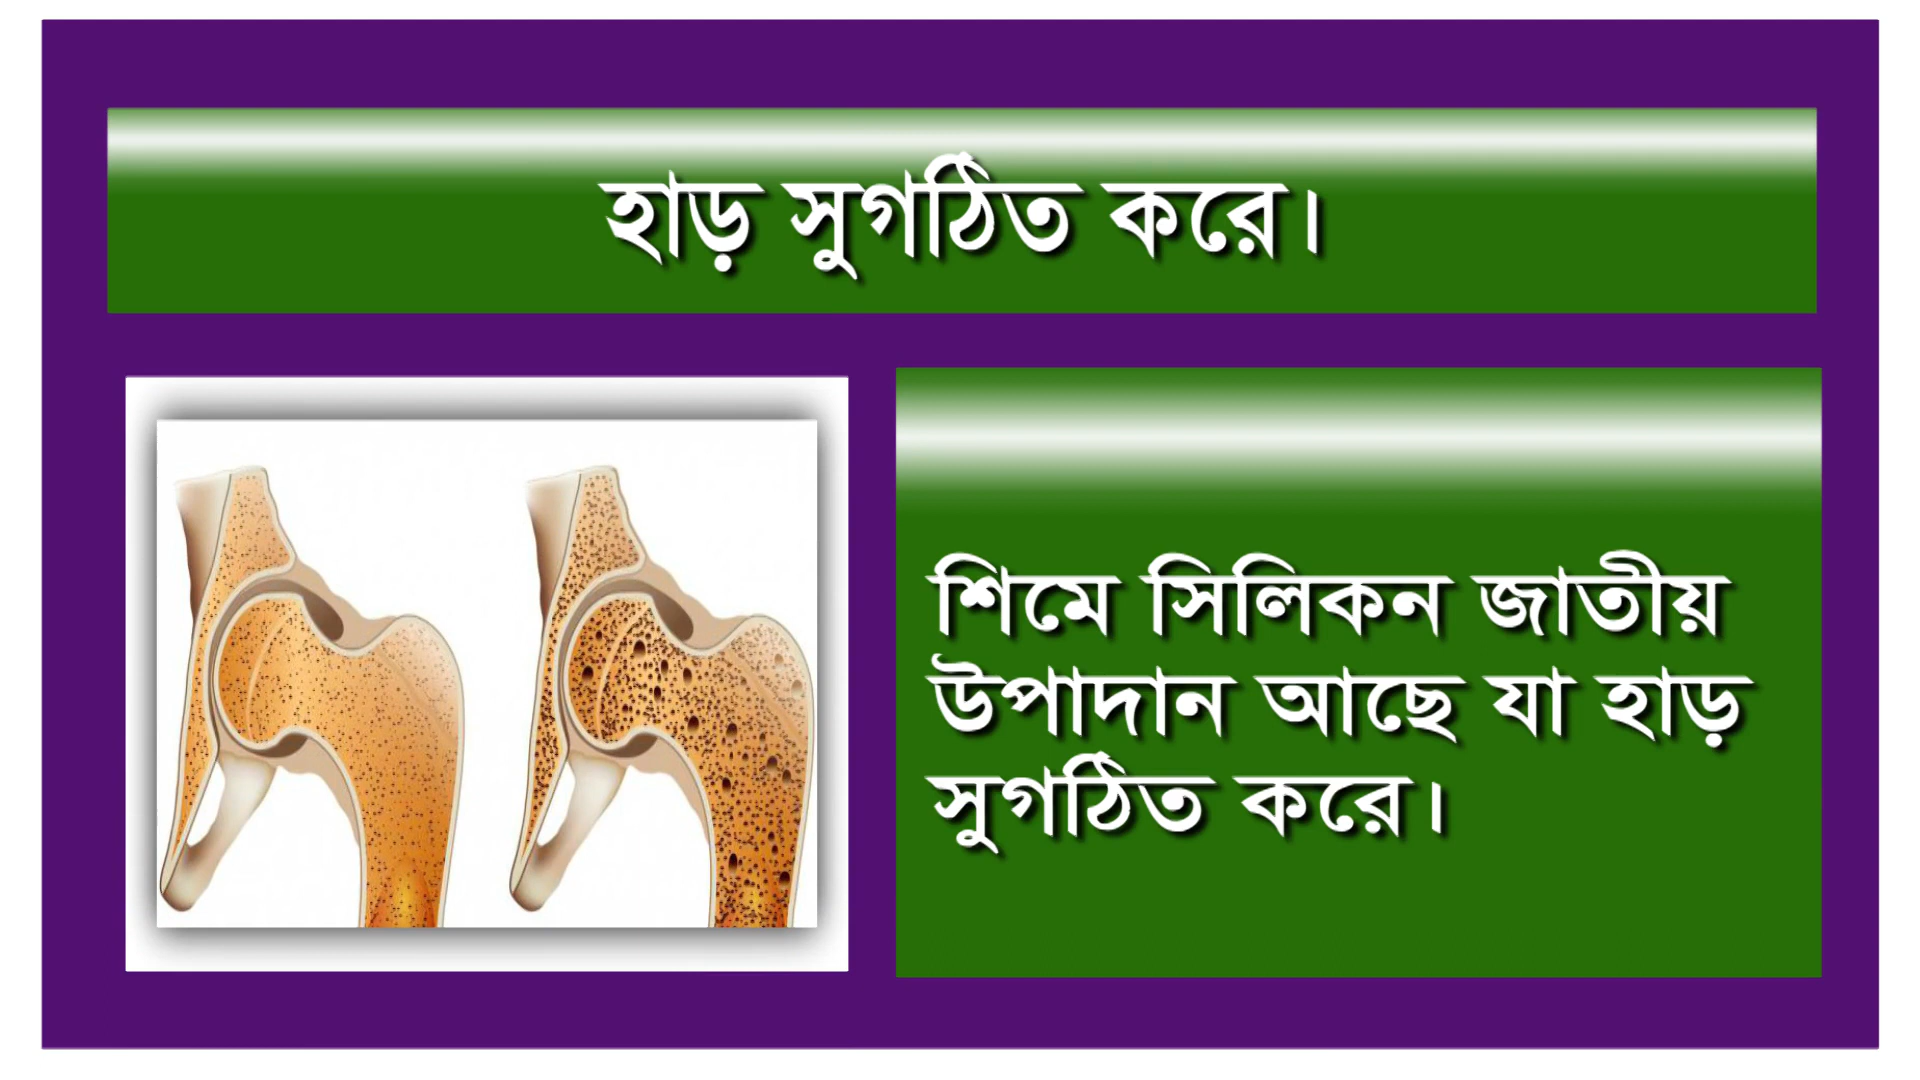 হাড় সুগঠিত করে।
শিমে সিলিকন জাতীয়
উপাদান আছে যা হাড়
সুগঠিত করে।